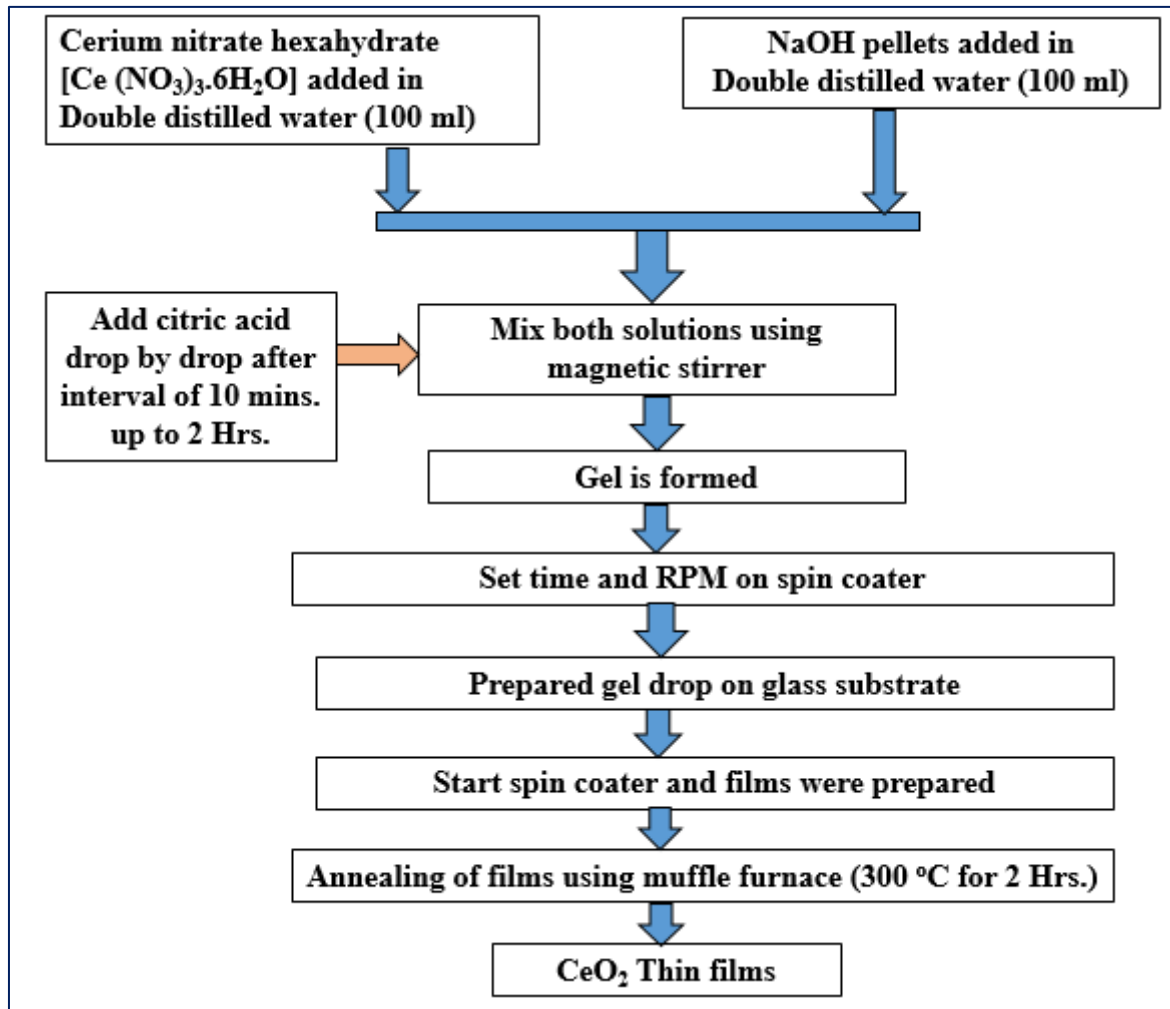 Cerium nitrate hexahydrate
[Ce (NO₃)₃.6H₂O] added in
Double distilled water (100 ml)
NaOH pellets added in
Double distilled water (100 ml)
Add citric acid
drop by drop after
interval of 10 mins.
up to 2 Hrs.
Mix both solutions using
magnetic stirrer
Gel is formed
Set time and RPM on spin coater
Prepared gel drop on glass substrate
Start spin coater and films were prepared
Annealing of films using muffle furnace (300 °C for 2 Hrs.)
CeO₂ Thin films